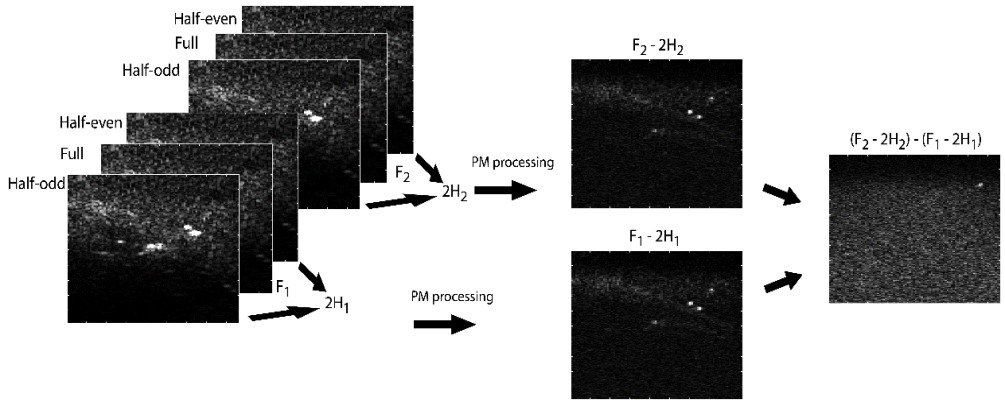 Half-even
Full
Half-odd
Half-even
Full
Half-odd
F₂
2H₂
PM processing
F₁
2H₁
PM processing
F₂ - 2H₂
F₁ - 2H₁
(F₂ - 2H₂) - (F₁ - 2H₁)